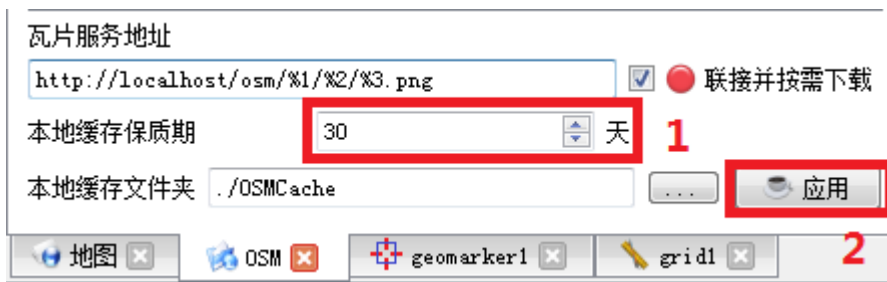 瓦片服务地址
http://localhost/osm/%1/%2/%3.png 联接并按需下载
本地缓存保质期 30 天 1
本地缓存文件夹 ./OSMCache ... 应用
地图 OSM geomarker1 grid1 2